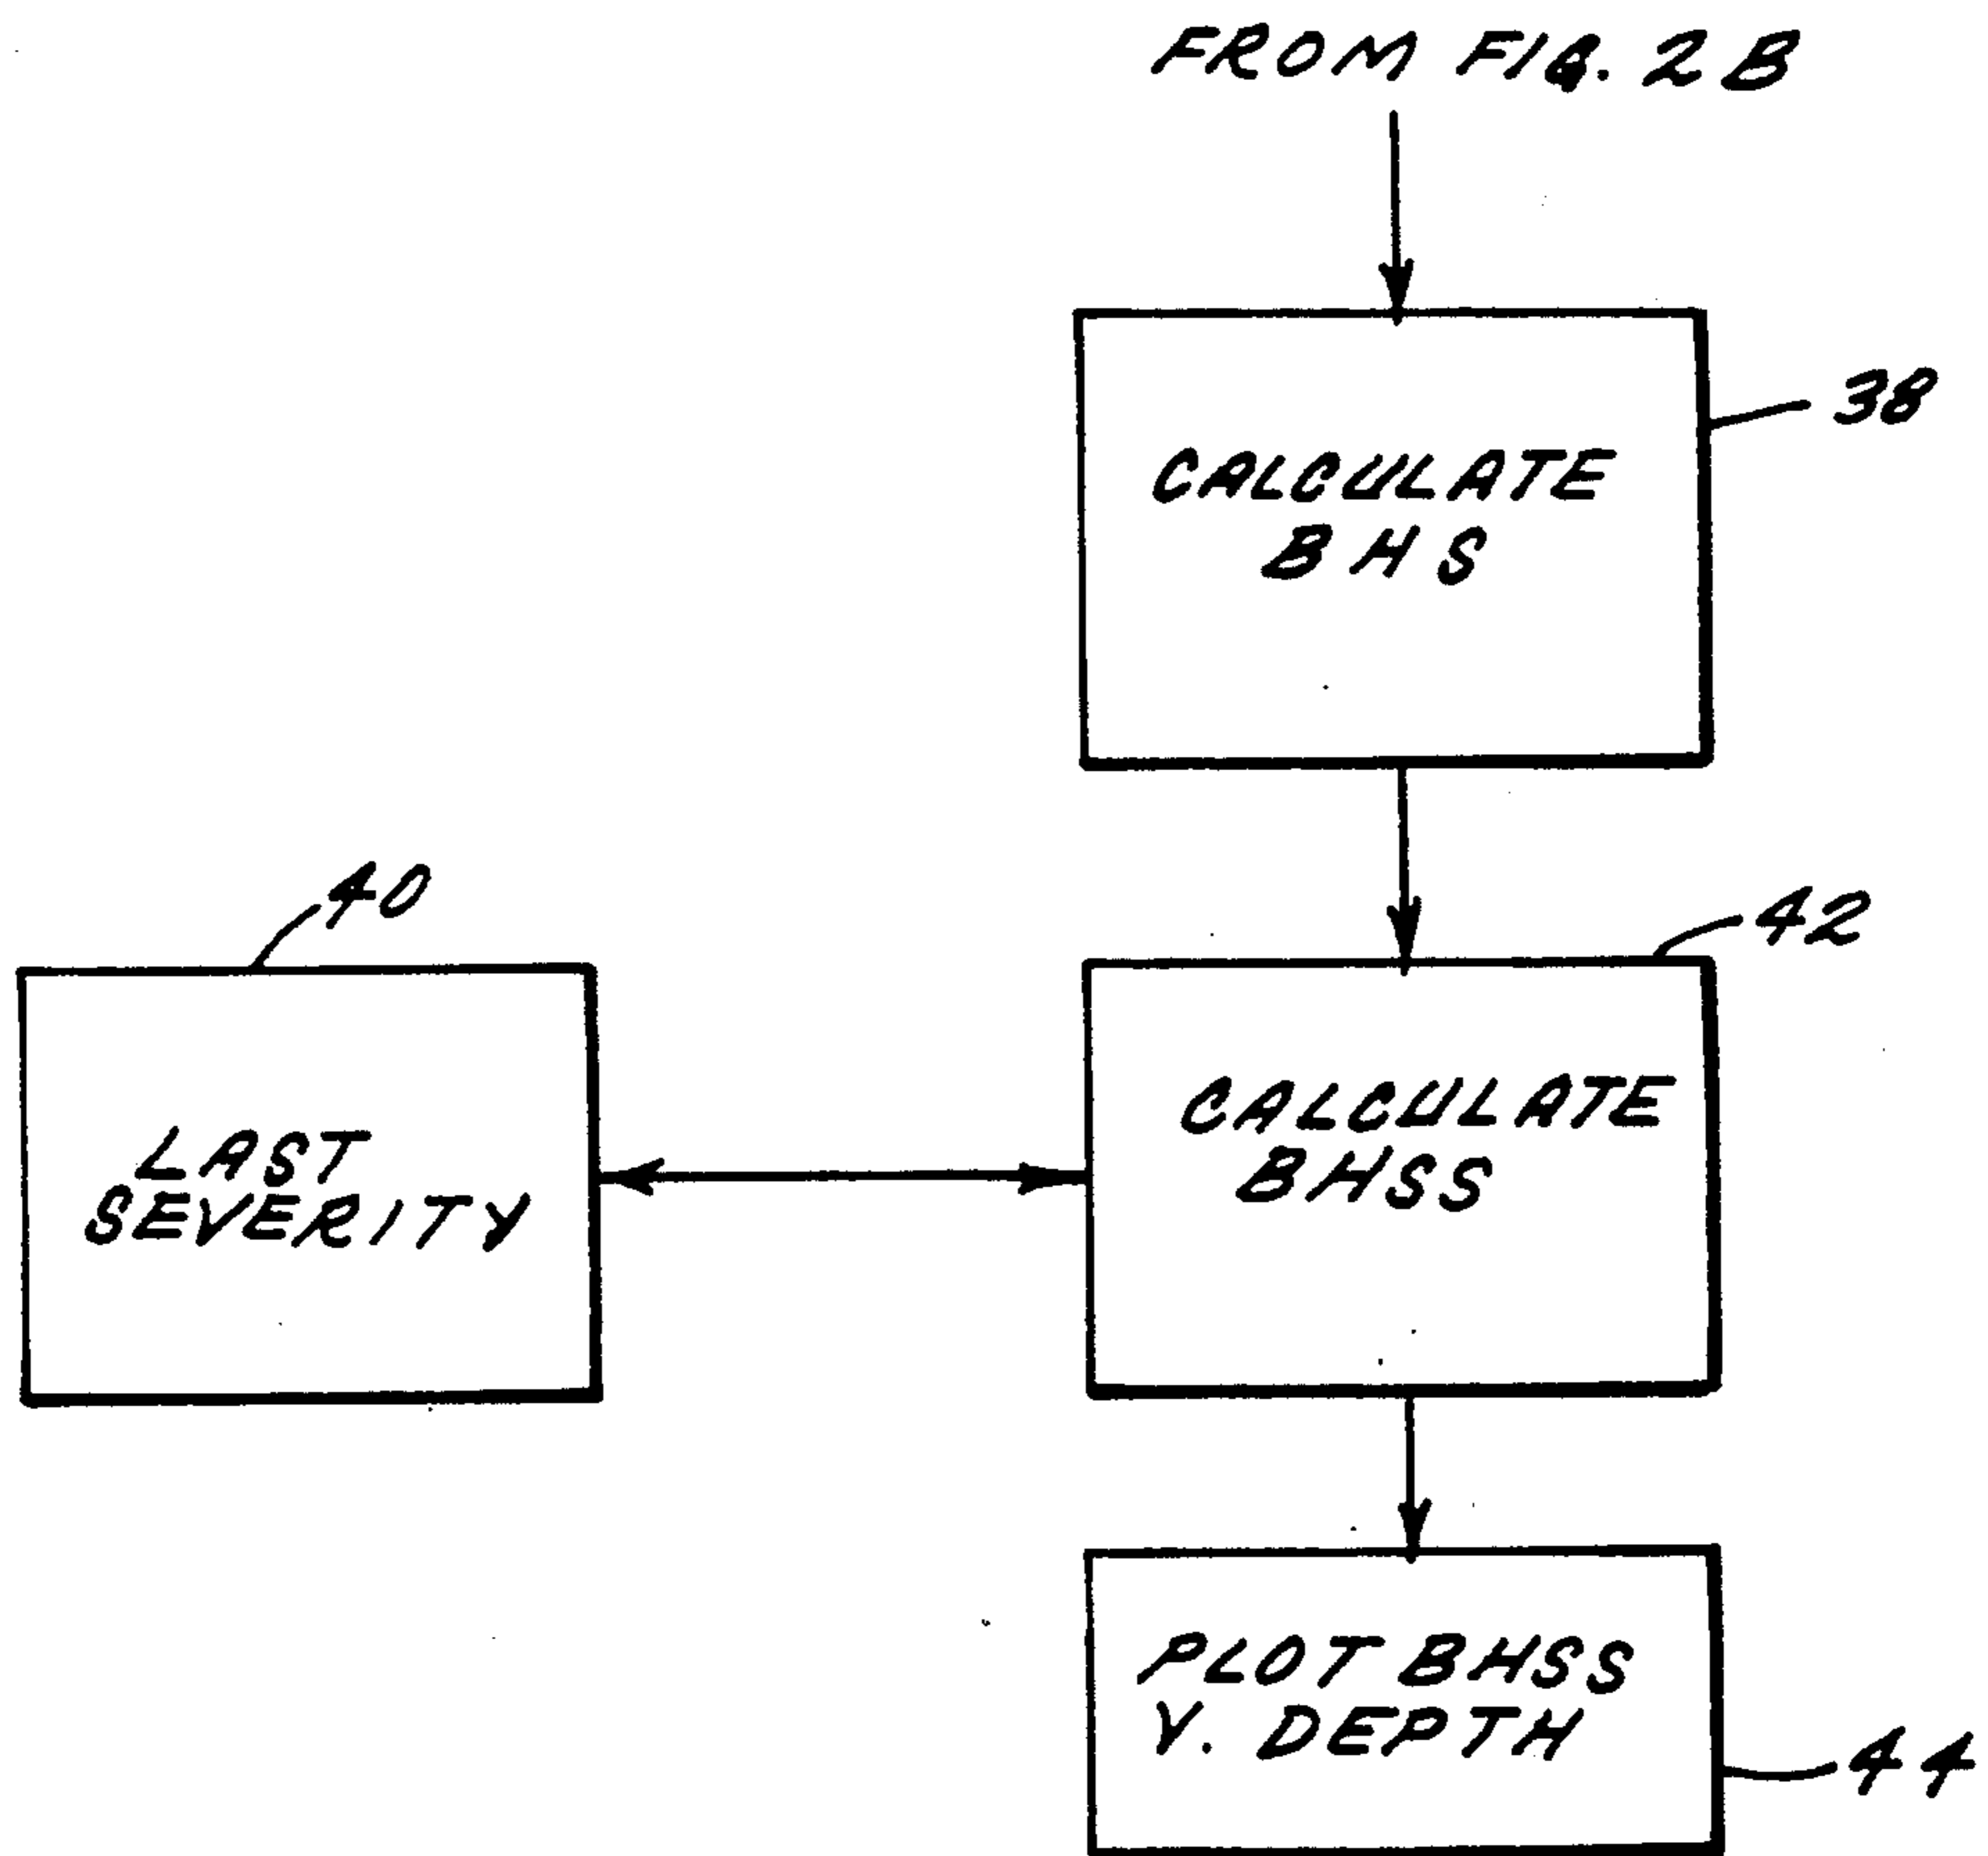 FROM FIG. 2B
38
CALCULATE
BHS
40
42
LAST
SEVERITY
CALCULATE
BHSS
PLOT BHSS
V. DEPTH
44